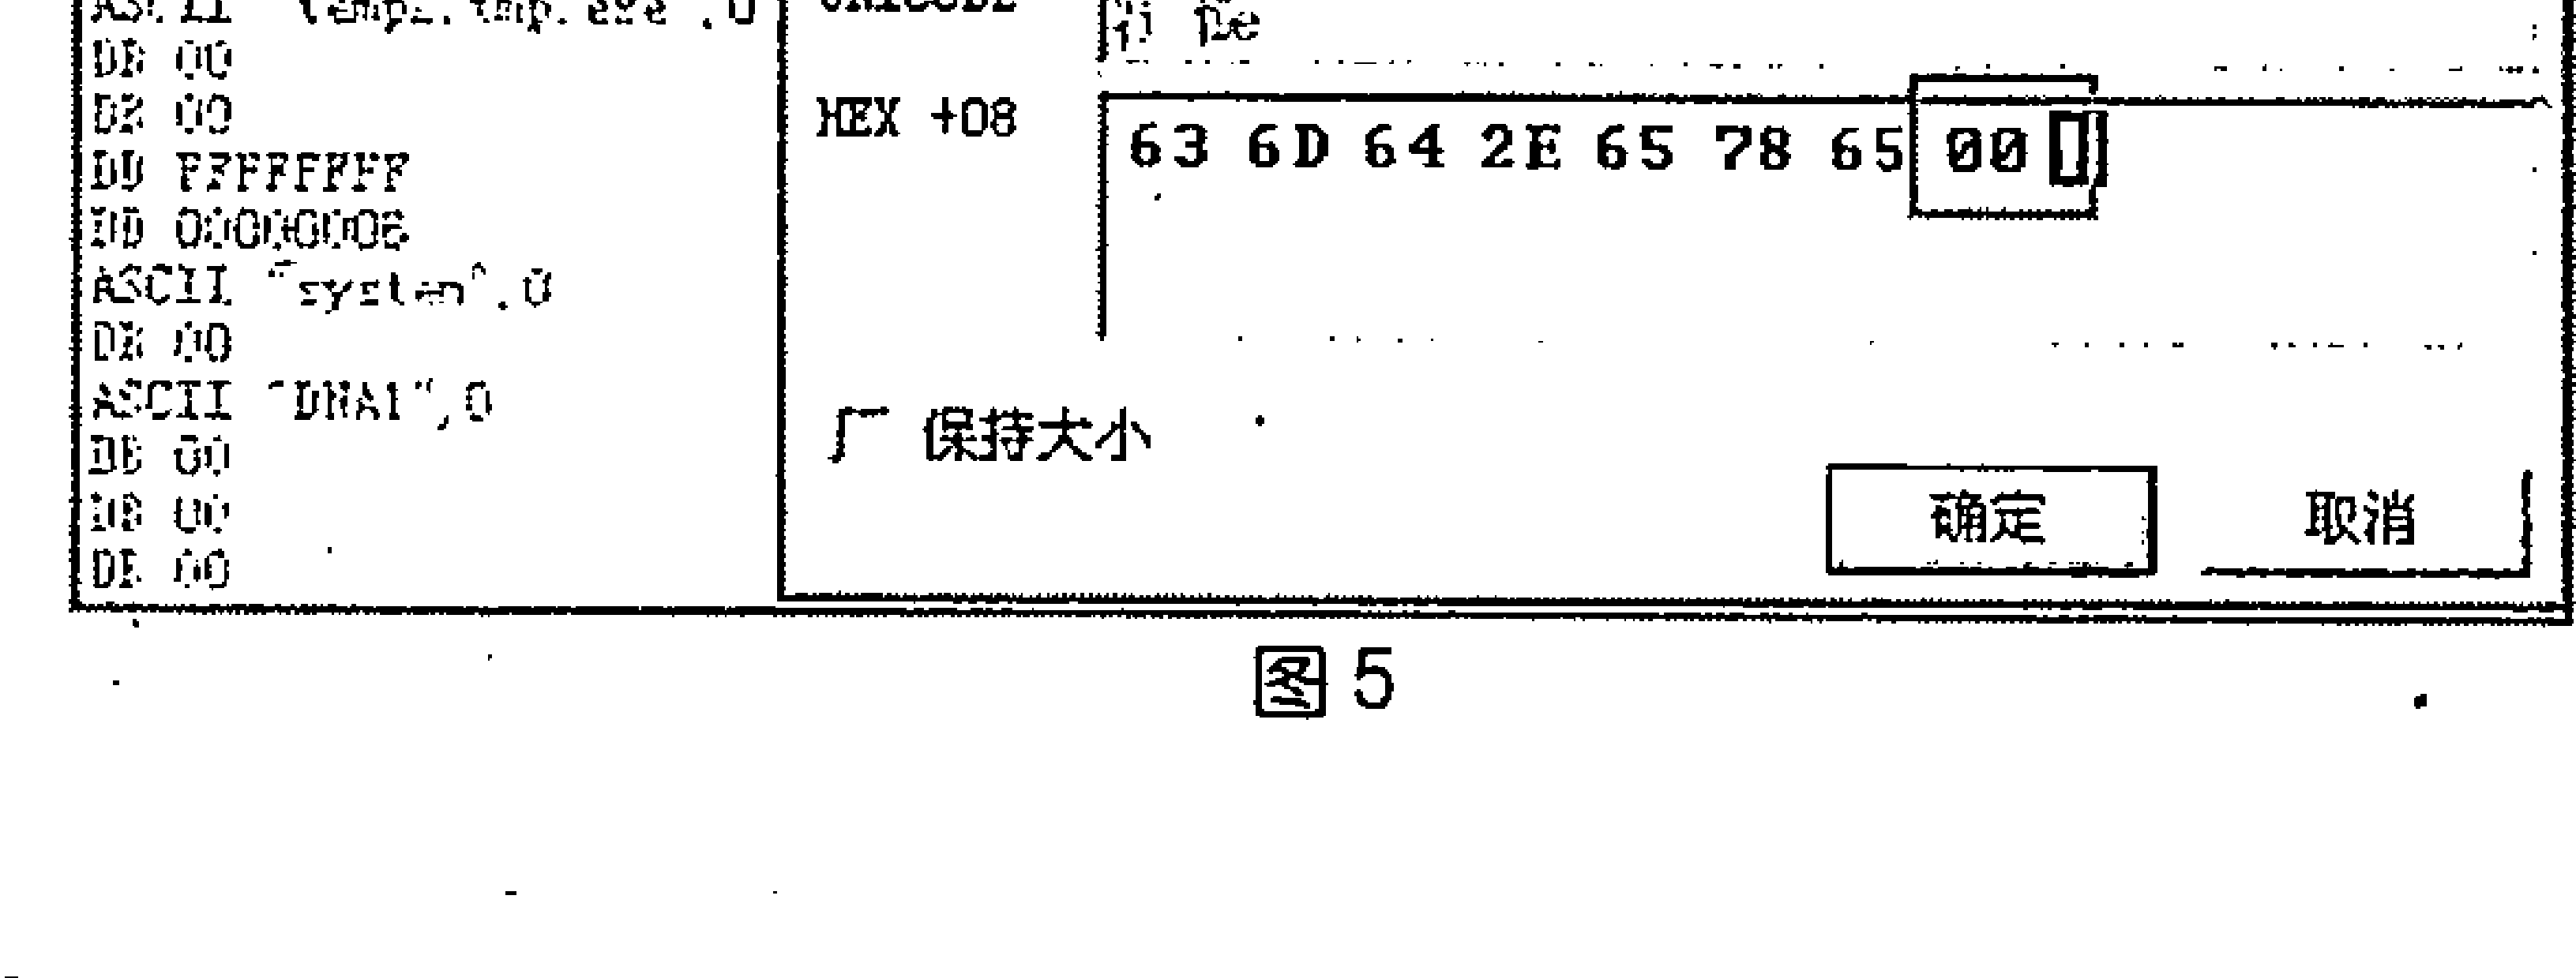 ASCII
DB 00
DB 00
DD FFFFFFFF
DD 00000006
ASCII "system",0
DB 00
ASCII "DNA1",0
DB 00
DB 00
DB 00
UNICODE
HEX +08
63 6D 64 2E 65 78 65 00
保持大小
确定 取消
图 5